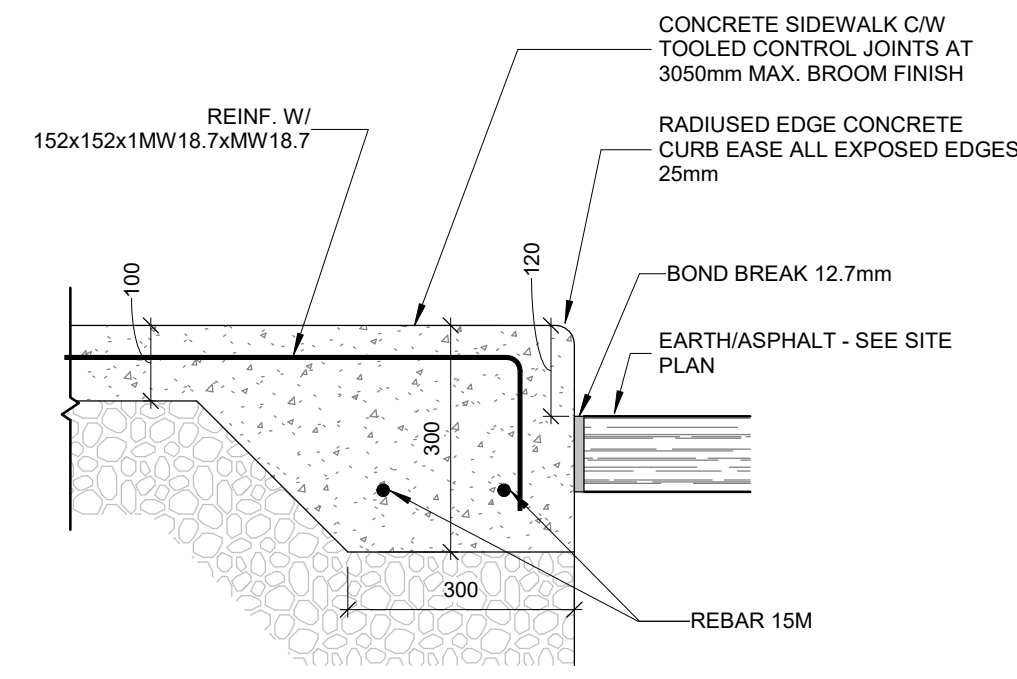 CONCRETE SIDEWALK C/W
TOOLED CONTROL JOINTS AT
3050mm MAX. BROOM FINISH
REINF. W/
152x152x1MW18.7xMW18.7
RADIUSED EDGE CONCRETE
CURB EASE ALL EXPOSED EDGES
25mm
100
120
BOND BREAK 12.7mm
EARTH/ASPHALT - SEE SITE
PLAN
300
300
REBAR 15M